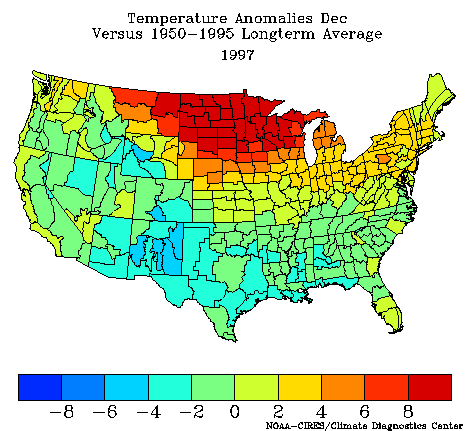 Temperature Anomalies Dec
Versus 1950-1995 Longterm Average
1997
-8 -6 -4 -2 0 2 4 6 8
NOAA-CIRES/Climate Diagnostics Center